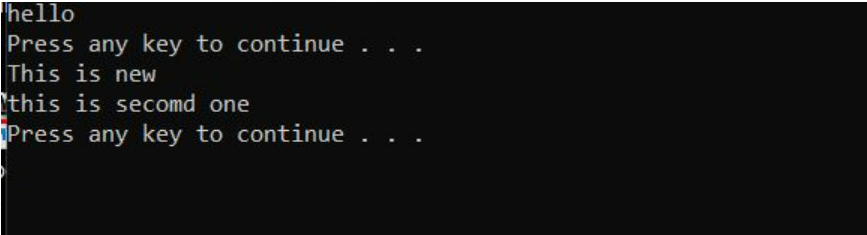 hello
Press any key to continue . . .
This is new
this is secomd one
Press any key to continue . . .